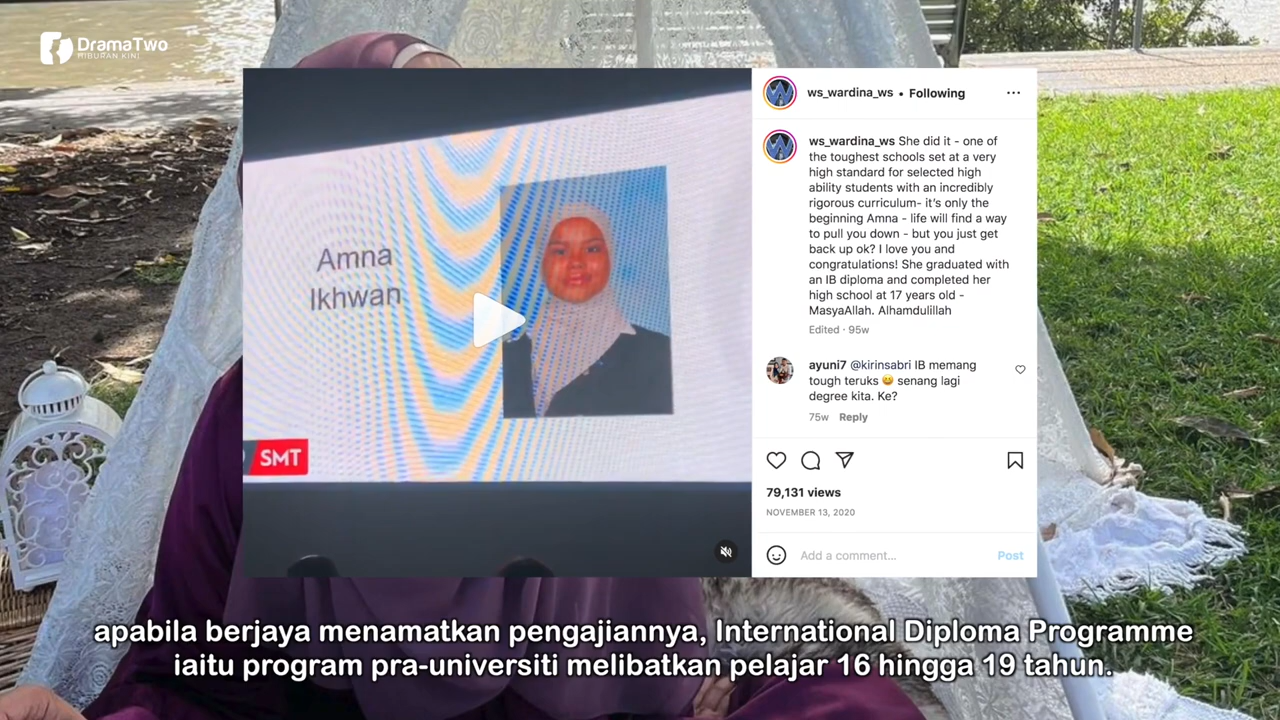 DramaTwo
HIBURAN KINI
Amna
Ikhwan
SMT
ws_wardina_ws • Following
ws_wardina_ws She did it - one
of the toughest schools set at a very
high standard for selected high
ability students with an incredibly
rigorous curriculum- it's only the
beginning Amna - life will find a way
to pull you down - but you just get
back up ok? I love you and
congratulations! She graduated with
an IB diploma and completed her
high school at 17 years old -
MasyaAllah. Alhamdulillah
Edited · 95w
ayuni7 @kirinsabri IB memang
tough teruks 😄 senang lagi
degree kita. Ke?
75w Reply
79,131 views
NOVEMBER 13, 2020
Add a comment...
Post
apabila berjaya menamatkan pengajiannya, International Diploma Programme
iaitu program pra-universiti melibatkan pelajar 16 hingga 19 tahun.